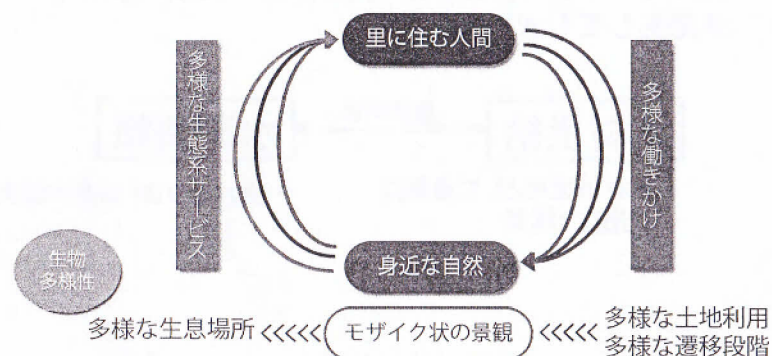 里に住む人間
多様な生態系サービス
多様な働きかけ
身近な自然
生物
多様性
多様な生息場所 <<<<< モザイク状の景観 <<<<< 多様な土地利用
多様な遷移段階